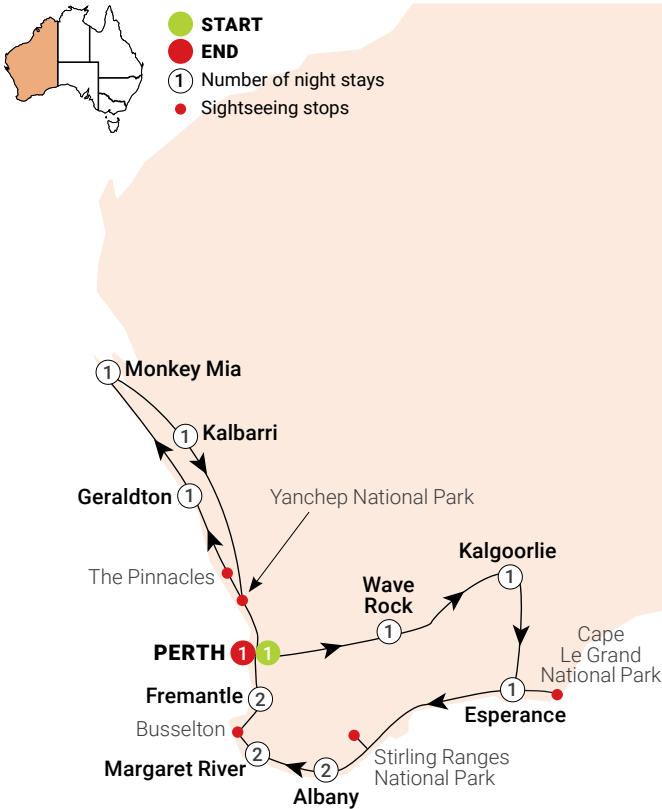 START
END
1 Number of night stays
Sightseeing stops
1 Monkey Mia
1 Kalbarri
Geraldton 1
Yanchep National Park
The Pinnacles
Kalgoorlie
1
Wave
Rock
1
PERTH 1 1
Cape
Le Grand
National Park
1
Esperance
Fremantle 2
Busselton
Margaret River 2
Stirling Ranges
National Park
2
Albany